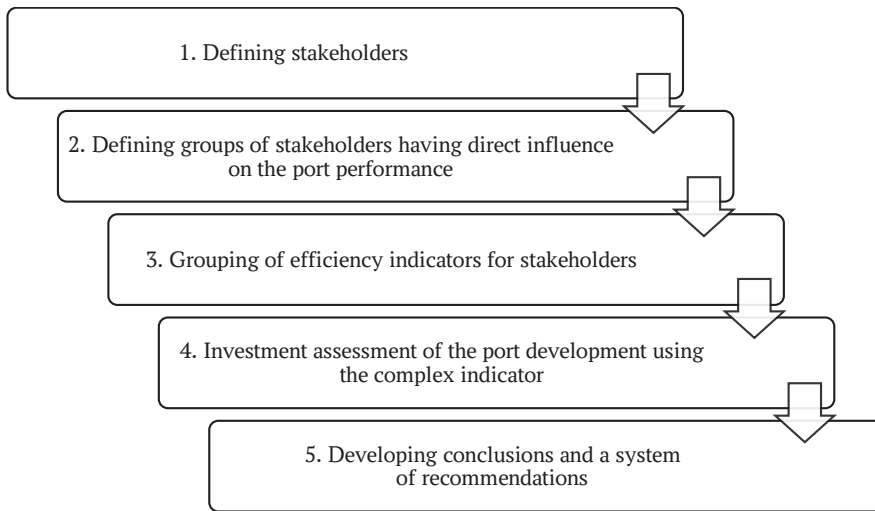 1. Defining stakeholders
2. Defining groups of stakeholders having direct influence
on the port performance
3. Grouping of efficiency indicators for stakeholders
4. Investment assessment of the port development using
the complex indicator
5. Developing conclusions and a system
of recommendations